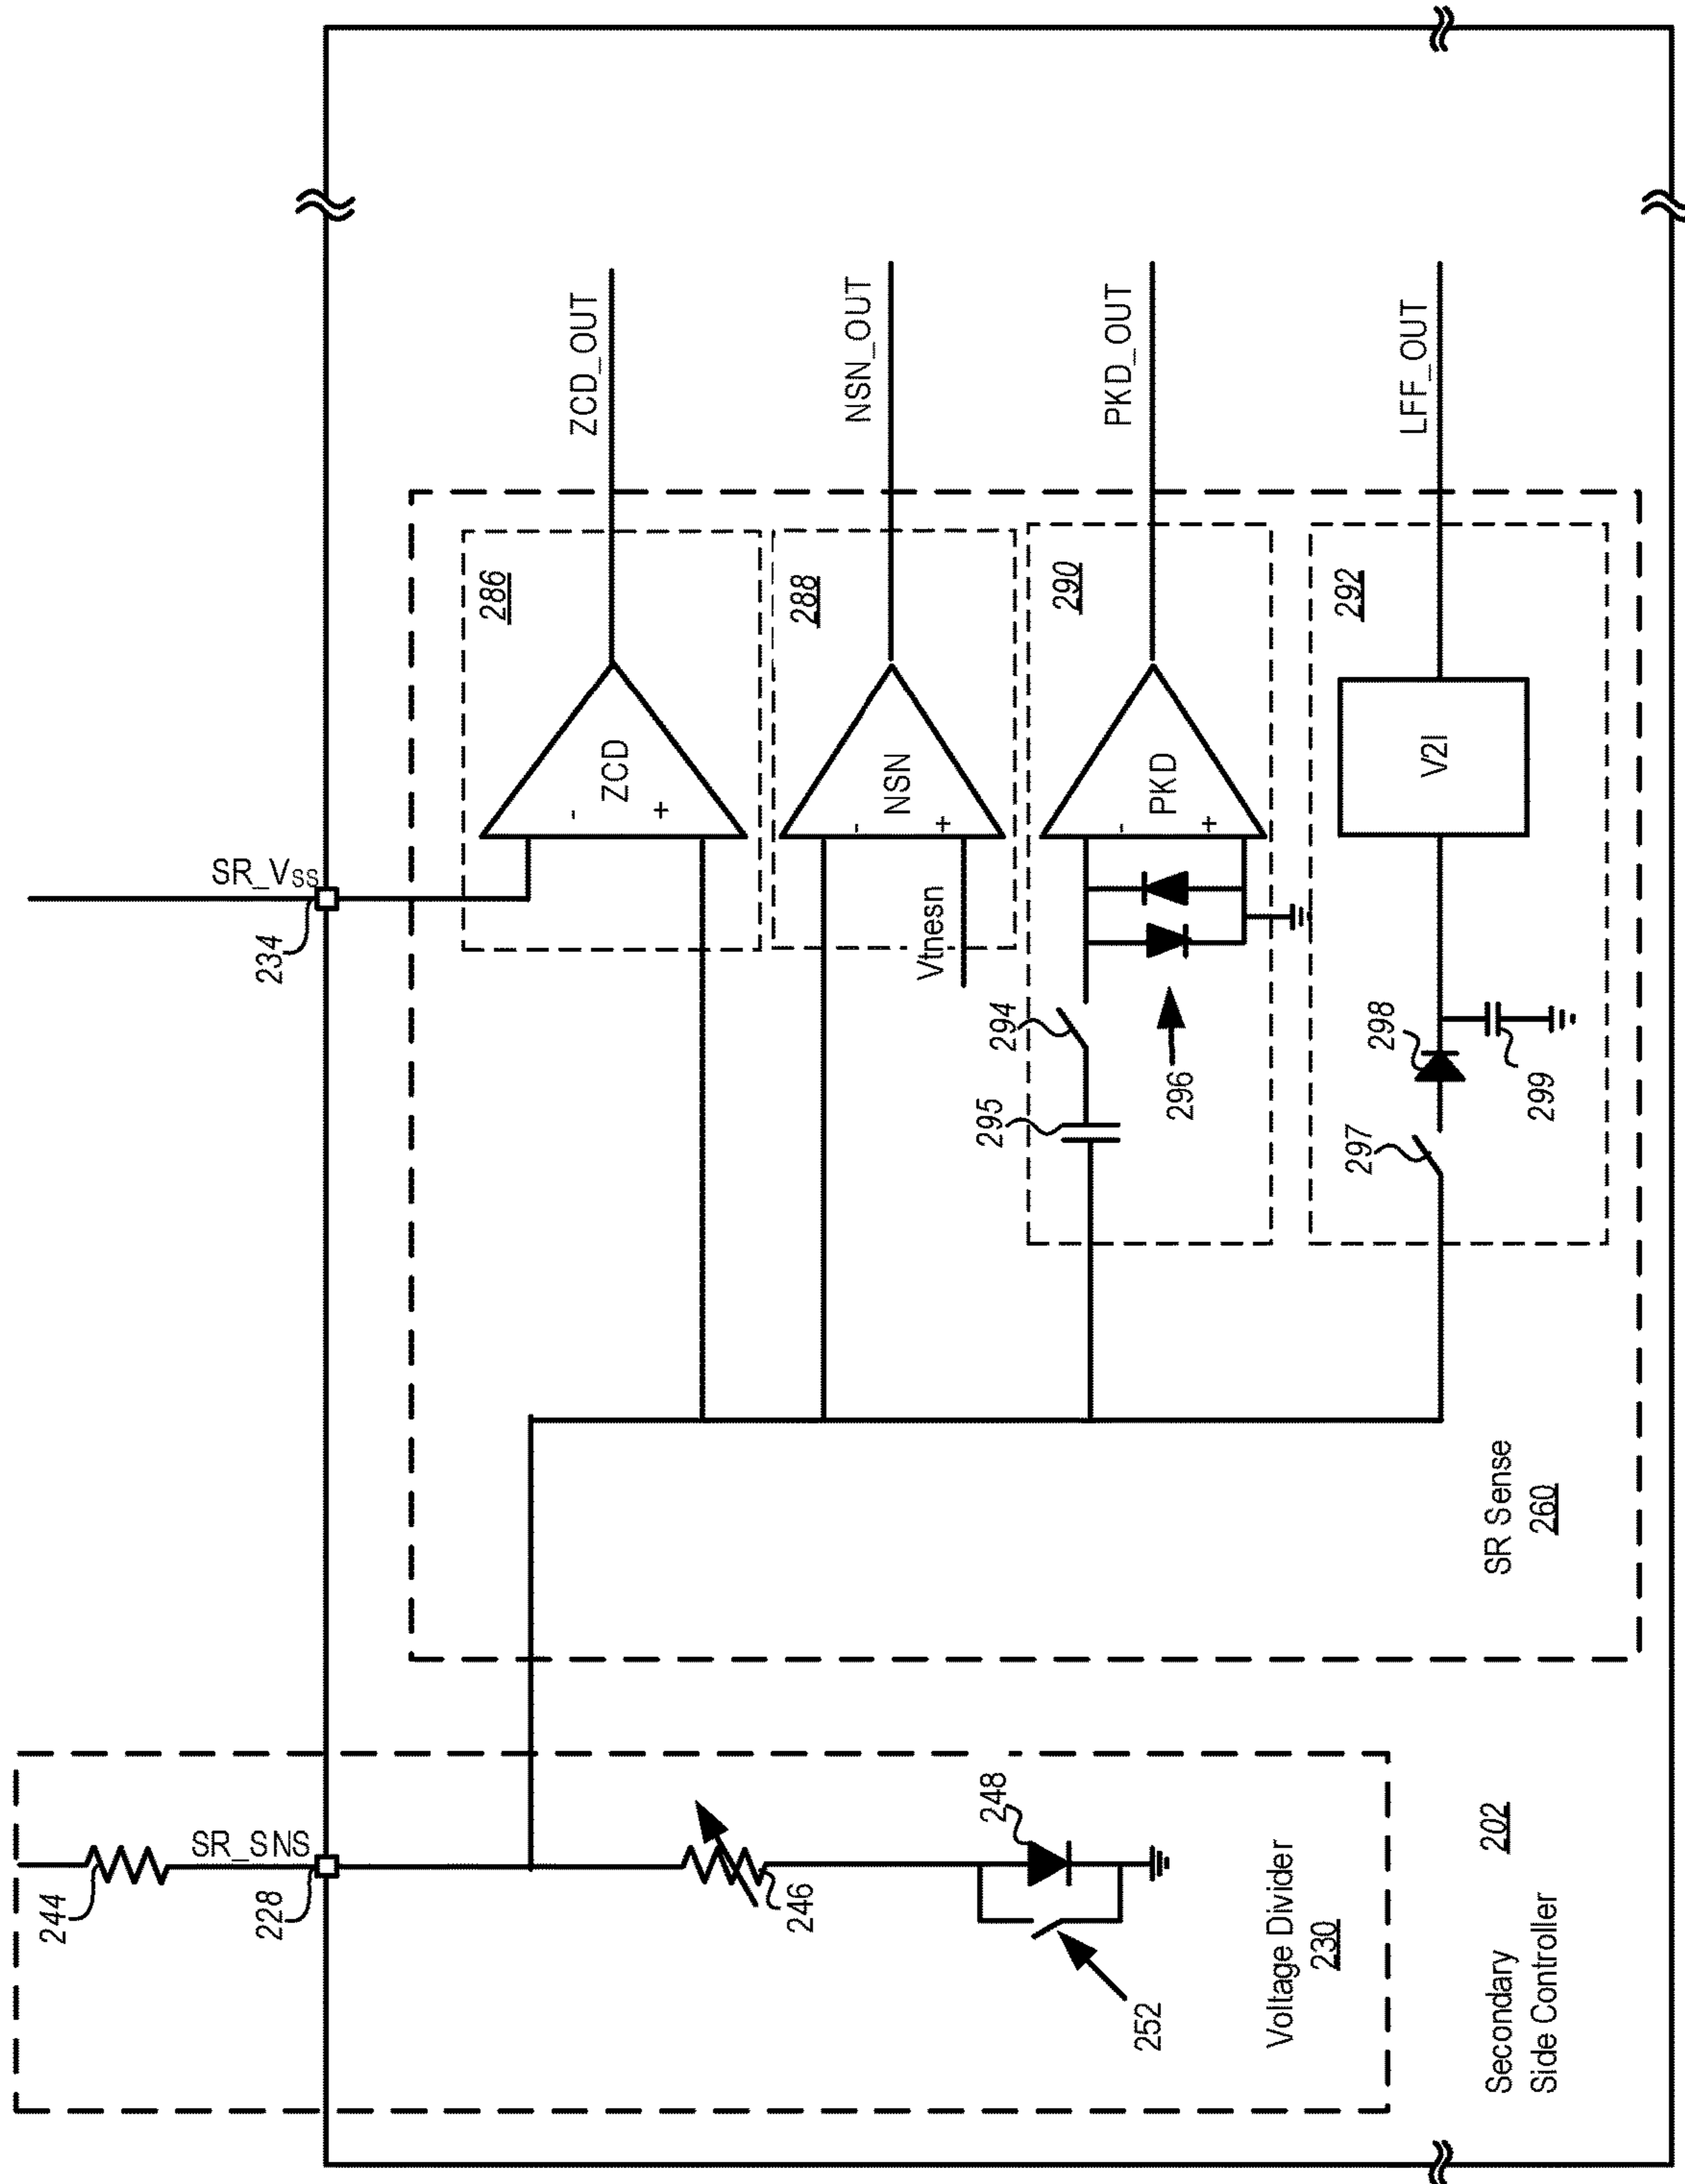 244
SR_SNS
228
246
248
252
Voltage Divider
230
Secondary
Side Controller
202
SR Sense
260
SR_VSS
234
286
ZCD
-
+
ZCD_OUT
288
NSN
-
+
Vtnesn
NSN_OUT
290
294
295
296
PKD
-
+
PKD_OUT
292
297
298
299
V2I
LFF_OUT